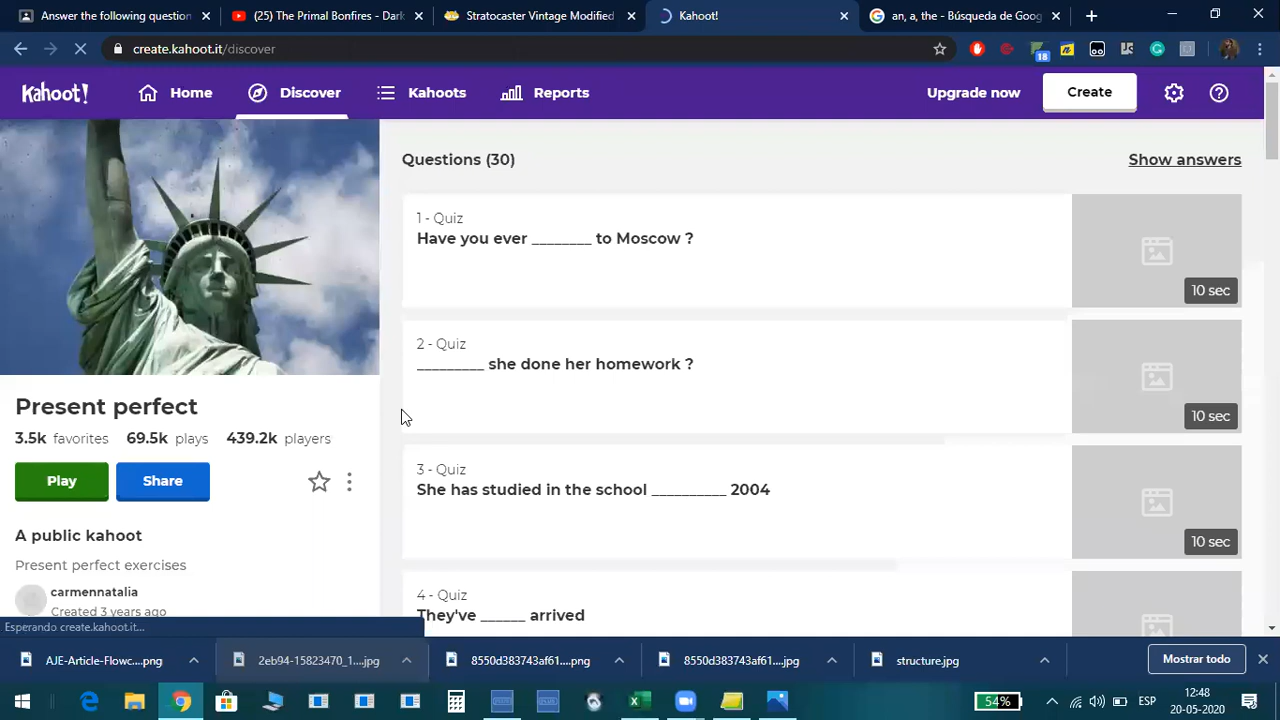 Answer the following question
(25) The Primal Bonfires - Dark
Stratocaster Vintage Modified
Kahoot!
an, a, the - Búsqueda de Goog
create.kahoot.it/discover
18
Kahoot!
Home
Discover
Kahoots
Reports
Upgrade now
Create
Questions (30)
Show answers
1 - Quiz
Have you ever ________ to Moscow ?
10 sec
2 - Quiz
_________ she done her homework ?
10 sec
3 - Quiz
She has studied in the school __________ 2004
10 sec
4 - Quiz
They've ______ arrived
Present perfect
3.5k favorites 69.5k plays 439.2k players
Play
Share
A public kahoot
Present perfect exercises
carmennatalia
Created 3 years ago
Esperando create.kahoot.it...
AJE-Article-Flowc....png
2eb94-15823470_1....jpg
8550d383743af61....png
8550d383743af61....jpg
structure.jpg
Mostrar todo
54%
ESP
12:48
20-05-2020